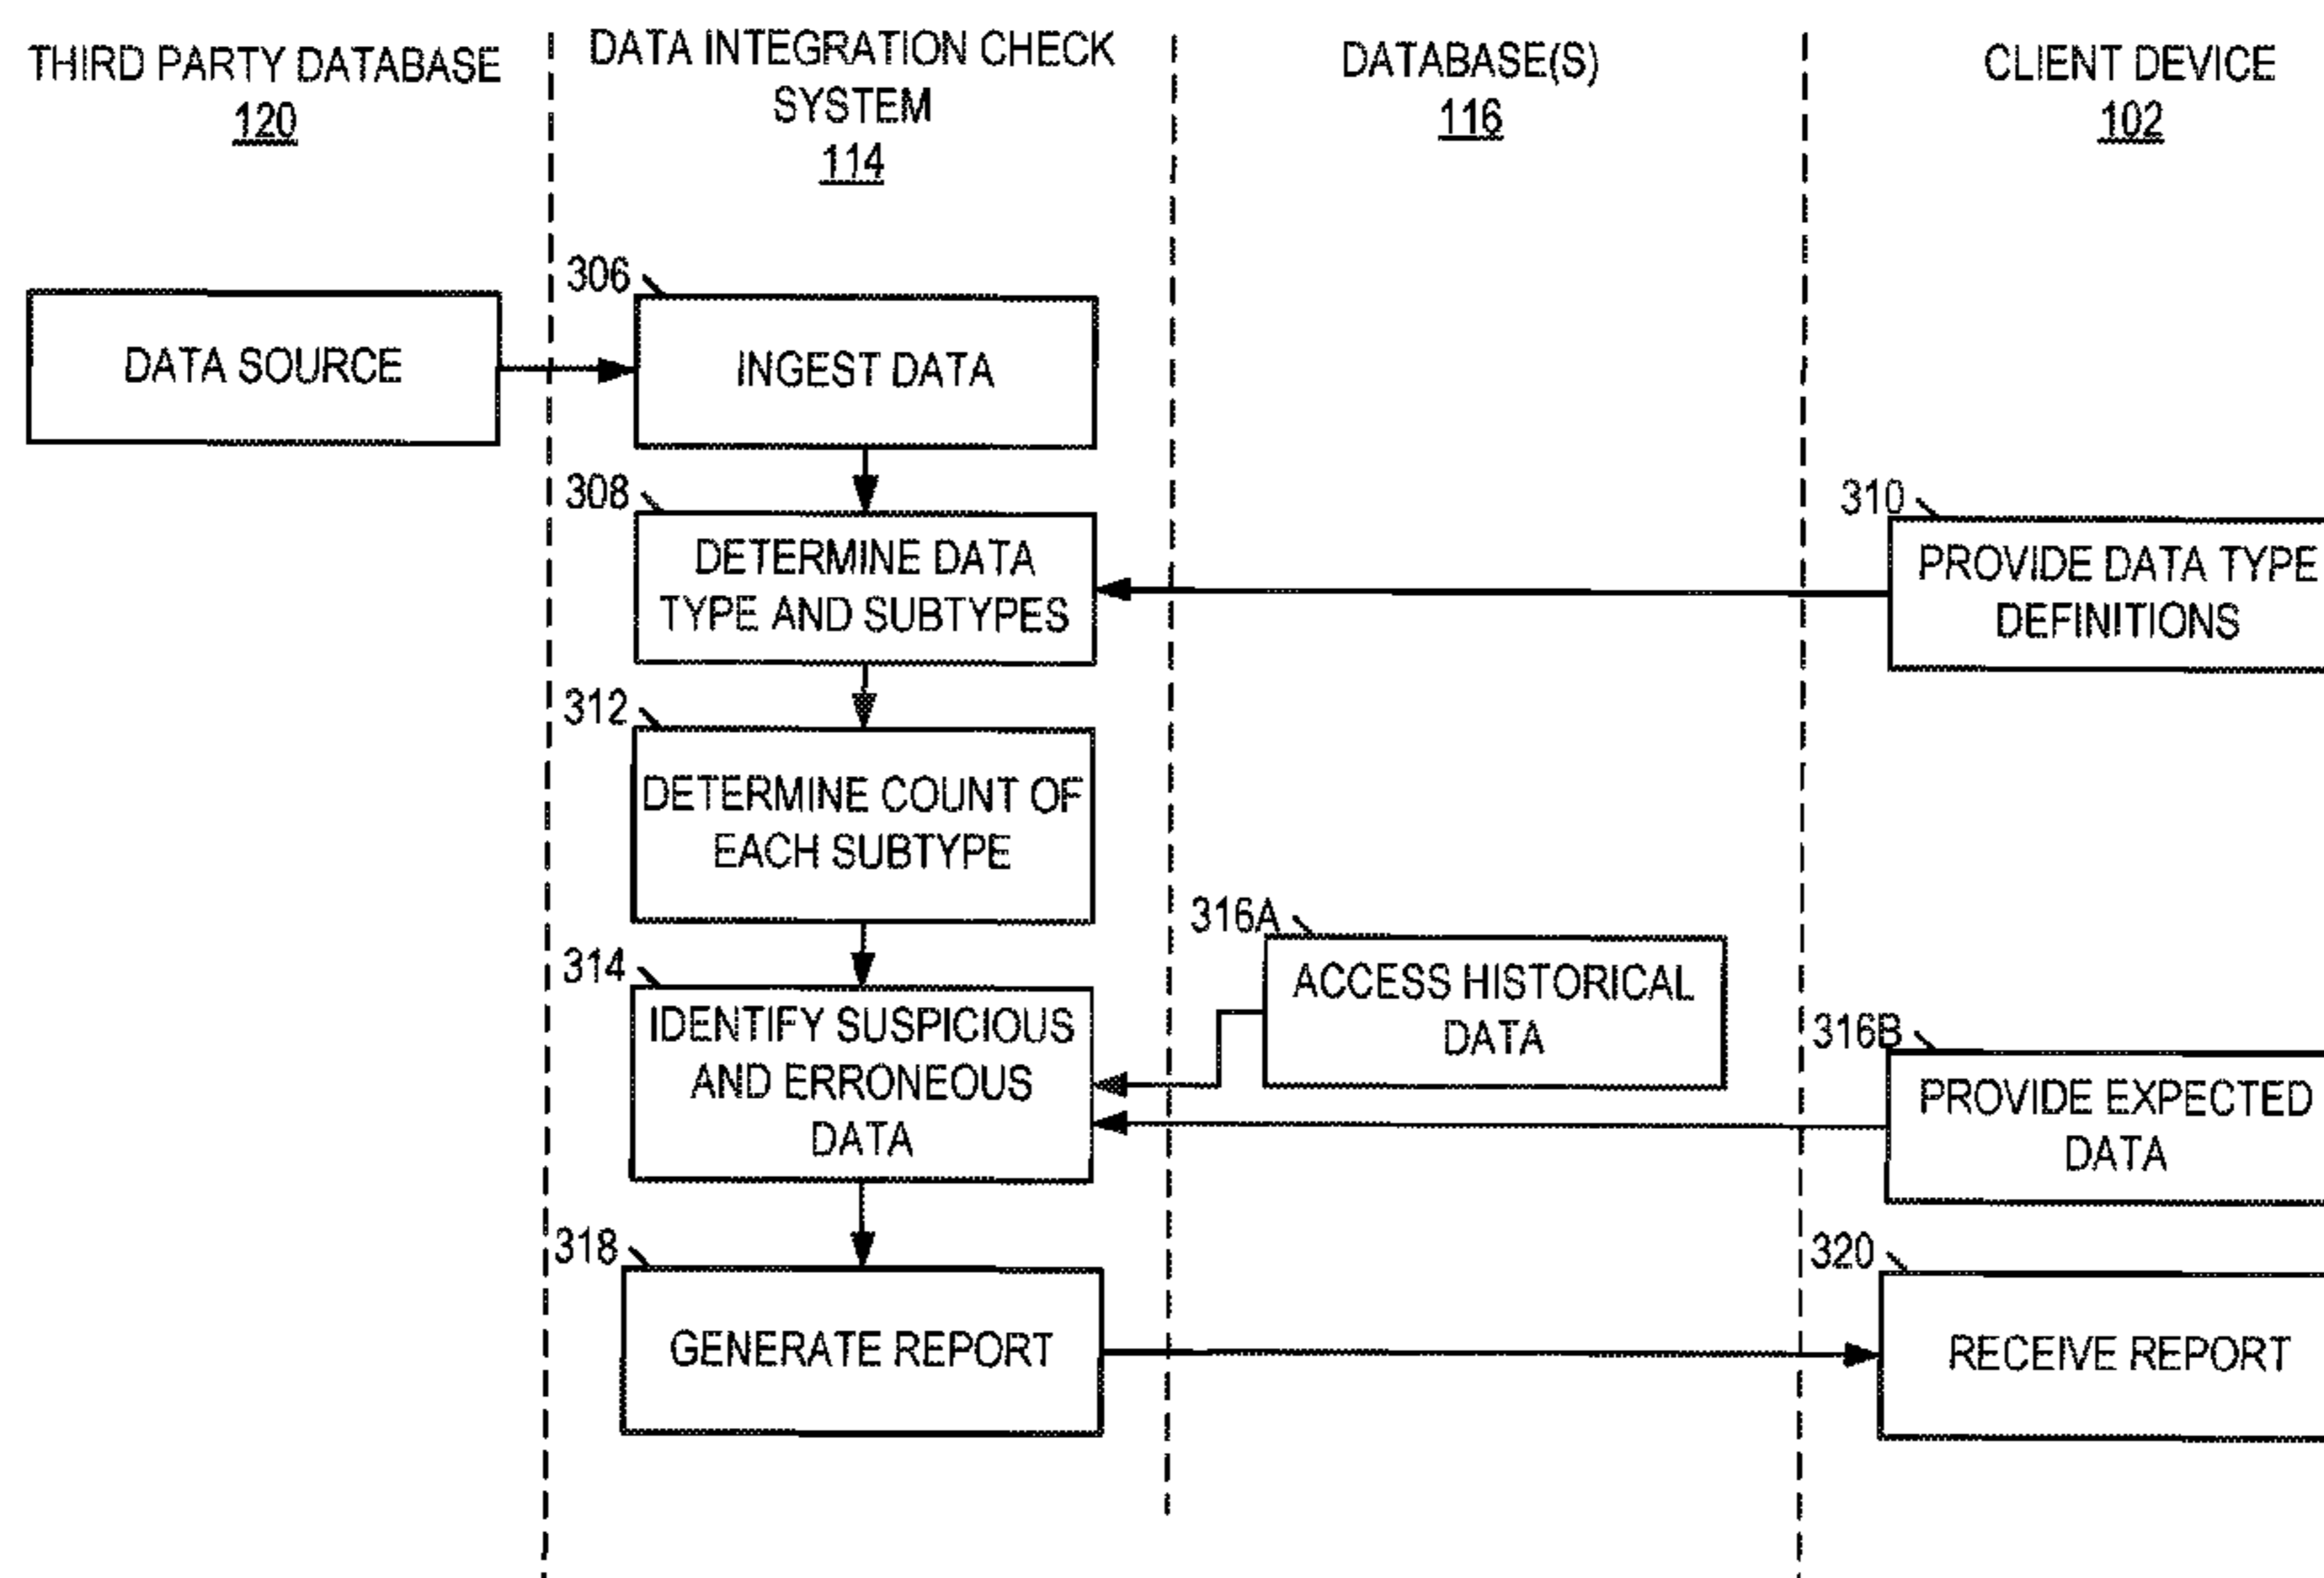 THIRD PARTY DATABASE
120
DATA INTEGRATION CHECK
SYSTEM
114
DATABASE(S)
116
CLIENT DEVICE
102
DATA SOURCE
306
INGEST DATA
308
DETERMINE DATA
TYPE AND SUBTYPES
310
PROVIDE DATA TYPE
DEFINITIONS
312
DETERMINE COUNT OF
EACH SUBTYPE
314
IDENTIFY SUSPICIOUS
AND ERRONEOUS
DATA
316A
ACCESS HISTORICAL
DATA
316B
PROVIDE EXPECTED
DATA
318
GENERATE REPORT
320
RECEIVE REPORT